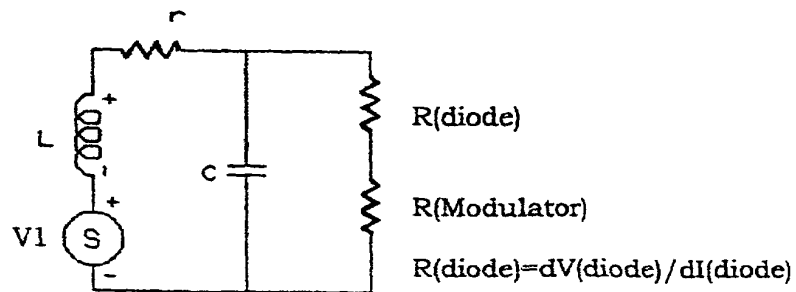 r
R(diode)
L
+
-
C
+
V1
S
-
R(Modulator)
R(diode)=dV(diode)/dI(diode)